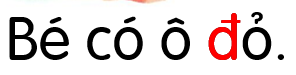 Bé có ô đỏ.